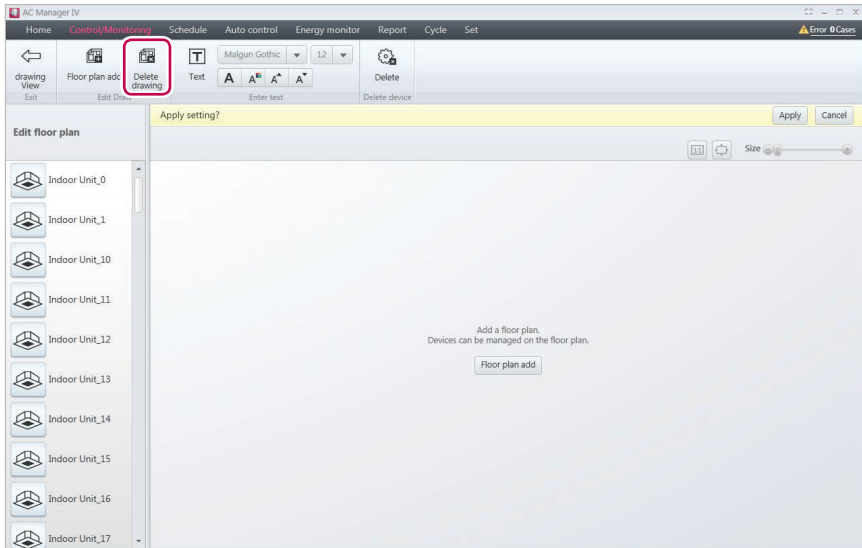 AC Manager IV
Home Control/Monitoring Schedule Auto control Energy monitor Report Cycle Set Error 0 Cases
drawing View
Floor plan add
Delete drawing
T
Text
Malgun Gothic 12
A A A A
Delete
Exit Edit Draw Enter text Delete device
Apply setting? Apply Cancel
Edit floor plan
1:1 Size
Indoor Unit_0
Indoor Unit_1
Indoor Unit_10
Indoor Unit_11
Indoor Unit_12
Indoor Unit_13
Indoor Unit_14
Indoor Unit_15
Indoor Unit_16
Indoor Unit_17
Add a floor plan.
Devices can be managed on the floor plan.
Floor plan add